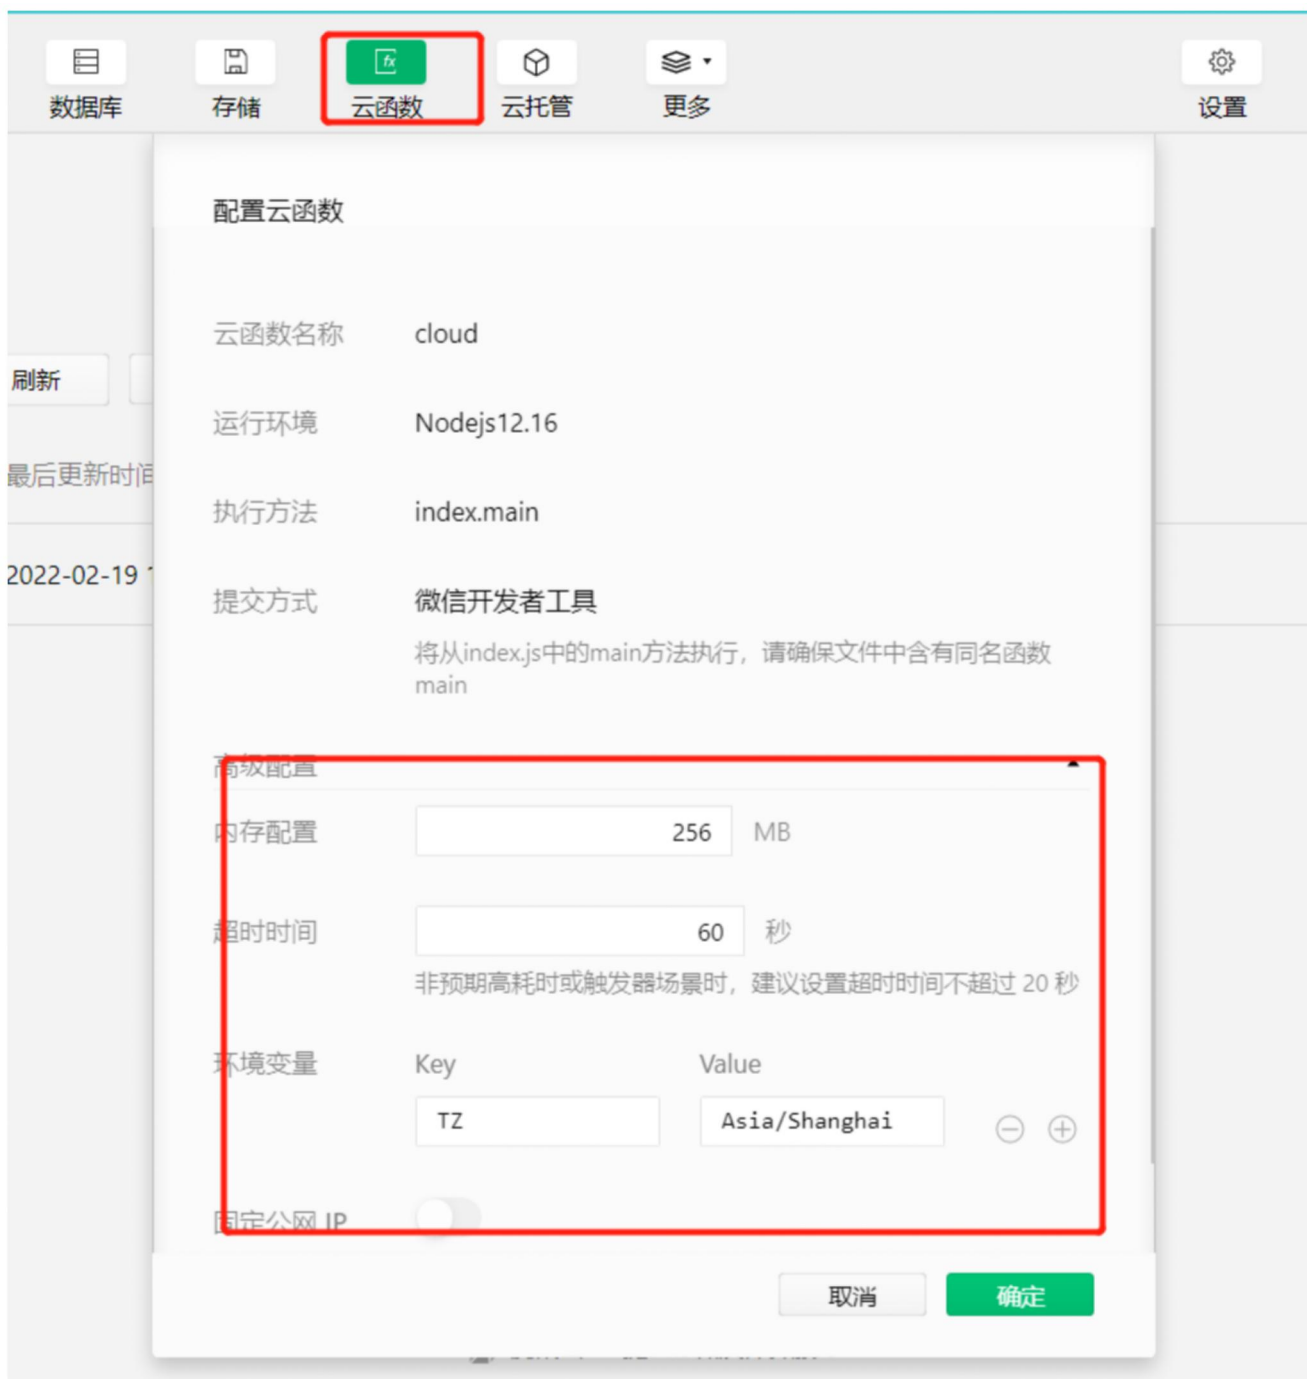 数据库
存储
fx
云函数
云托管
更多
设置
配置云函数
云函数名称 cloud
刷新
运行环境 Nodejs12.16
最后更新时间
执行方法 index.main
2022-02-19
提交方式 微信开发者工具
将从index.js中的main方法执行，请确保文件中含有同名函数
main
高级配置
内存配置 256 MB
超时时间 60 秒
非预期高耗时或触发器场景时，建议设置超时时间不超过 20 秒
环境变量 Key Value
TZ Asia/Shanghai
固定公网 IP
取消 确定